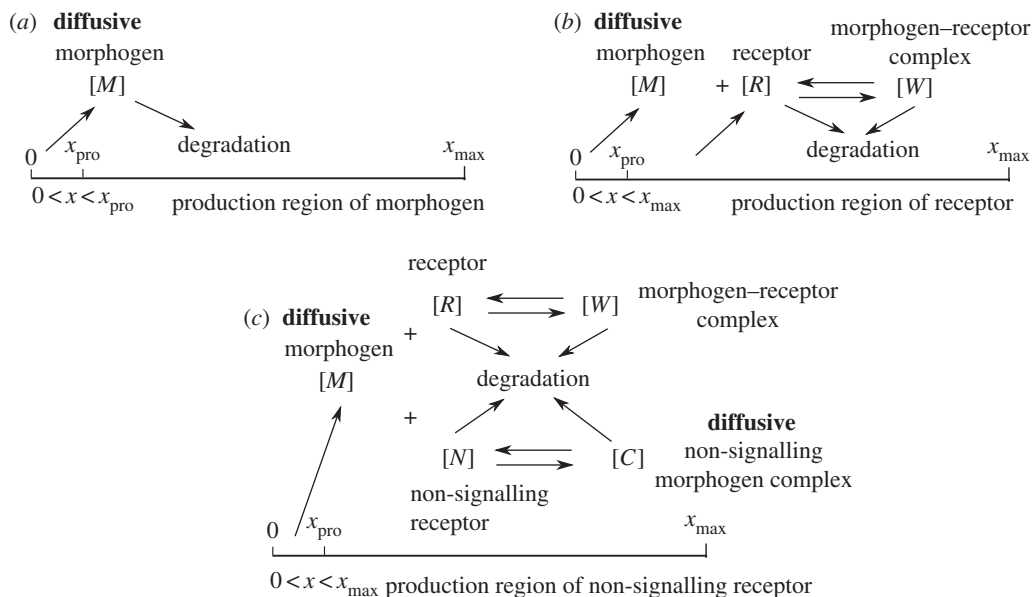 (a) diffusive
morphogen
[M]
degradation
0 x_pro x_max
0 < x < x_pro production region of morphogen
(b) diffusive
morphogen receptor
morphogen–receptor
complex
[M] + [R] [W]
degradation
0 x_pro x_max
0 < x < x_max production region of receptor
receptor
[R] [W] morphogen–receptor
complex
(c) diffusive +
morphogen
[M] degradation
+
diffusive
[N] [C] non-signalling
morphogen complex
non-signalling
receptor
0 x_pro x_max
0 < x < x_max production region of non-signalling receptor